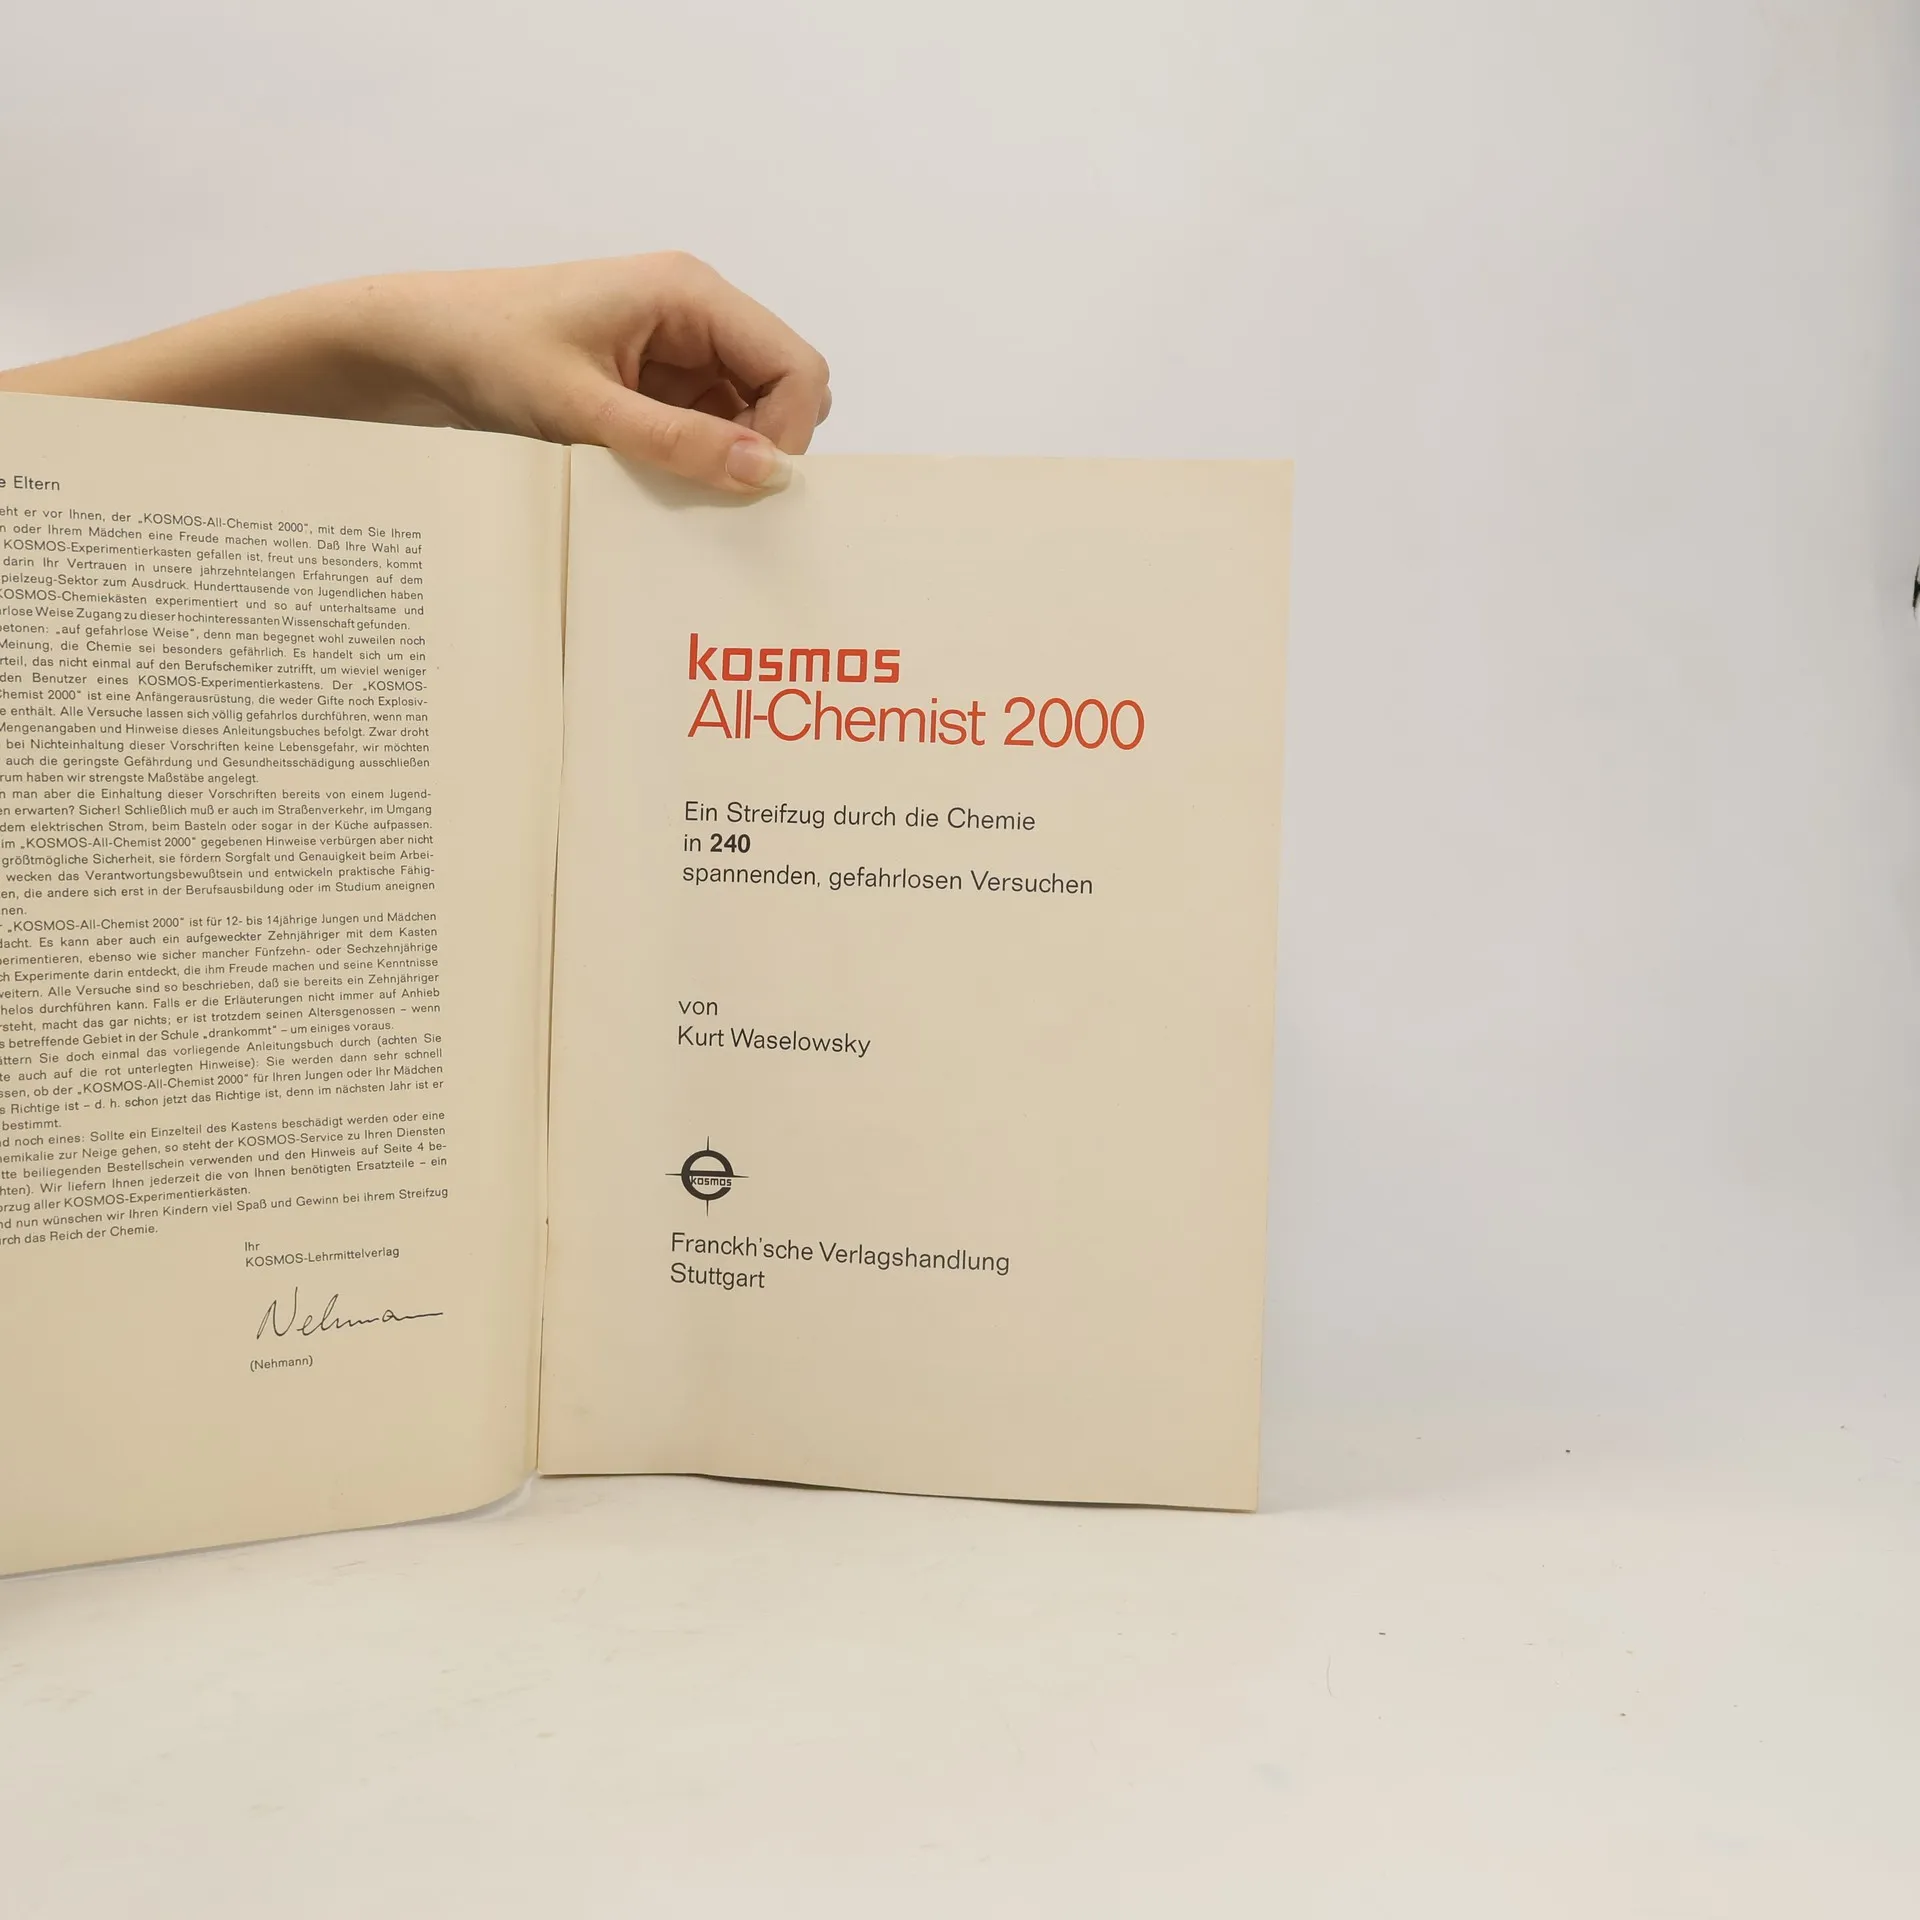 e Eltern
eht er vor Ihnen, der „KOSMOS-All-Chemist 2000“, mit dem Sie Ihrem
n oder Ihrem Mädchen eine Freude machen wollen. Daß Ihre Wahl auf
KOSMOS-Experimentierkasten gefallen ist, freut uns besonders, kommt
darin Ihr Vertrauen in unsere jahrzehntelangen Erfahrungen auf dem
pielzeug-Sektor zum Ausdruck. Hunderttausende von Jugendlichen haben
KOSMOS-Chemiekästen experimentiert und so auf unterhaltsame und
rlose Weise Zugang zu dieser hochinteressanten Wissenschaft gefunden.
betonen: „auf gefahrlose Weise“, denn man begegnet wohl zuweilen noch
Meinung, die Chemie sei besonders gefährlich. Es handelt sich um ein
rteil, das nicht einmal auf den Berufschemiker zutrifft, um wieviel weniger
den Benutzer eines KOSMOS-Experimentierkastens. Der „KOSMOS-
Chemist 2000“ ist eine Anfängerausrüstung, die weder Gifte noch Explosiv-
e enthält. Alle Versuche lassen sich völlig gefahrlos durchführen, wenn man
Mengenangaben und Hinweise dieses Anleitungsbuches befolgt. Zwar droht
bei Nichteinhaltung dieser Vorschriften keine Lebensgefahr, wir möchten
auch die geringste Gefährdung und Gesundheitsschädigung ausschließen
rum haben wir strengste Maßstäbe angelegt.
n man aber die Einhaltung dieser Vorschriften bereits von einem Jugend-
en erwarten? Sicher! Schließlich muß er auch im Straßenverkehr, im Umgang
dem elektrischen Strom, beim Basteln oder sogar in der Küche aufpassen.
im „KOSMOS-All-Chemist 2000“ gegebenen Hinweise verbürgen aber nicht
größtmögliche Sicherheit, sie fördern Sorgfalt und Genauigkeit beim Arbei-
wecken das Verantwortungsbewußtsein und entwickeln praktische Fähig-
en, die andere sich erst in der Berufsausbildung oder im Studium aneignen
nen.
r „KOSMOS-All-Chemist 2000“ ist für 12- bis 14jährige Jungen und Mädchen
dacht. Es kann aber auch ein aufgeweckter Zehnjähriger mit dem Kasten
perimentieren, ebenso wie sicher mancher Fünfzehn- oder Sechzehnjährige
ch Experimente darin entdeckt, die ihm Freude machen und seine Kenntnisse
weitern. Alle Versuche sind so beschrieben, daß sie bereits ein Zehnjähriger
helos durchführen kann. Falls er die Erläuterungen nicht immer auf Anhieb
rsteht, macht das gar nichts; er ist trotzdem seinen Altersgenossen – wenn
s betreffende Gebiet in der Schule „drankommt“ – um einiges voraus.
ättern Sie doch einmal das vorliegende Anleitungsbuch durch (achten Sie
te auch auf die rot unterlegten Hinweise): Sie werden dann sehr schnell
ssen, ob der „KOSMOS-All-Chemist 2000“ für Ihren Jungen oder Ihr Mädchen
s Richtige ist – d. h. schon jetzt das Richtige ist, denn im nächsten Jahr ist er
bestimmt.
nd noch eines: Sollte ein Einzelteil des Kastens beschädigt werden oder eine
hemikalie zur Neige gehen, so steht der KOSMOS-Service zu Ihren Diensten
tte beiliegenden Bestellschein verwenden und den Hinweis auf Seite 4 be-
hten). Wir liefern Ihnen jederzeit die von Ihnen benötigten Ersatzteile – ein
orzug aller KOSMOS-Experimentierkästen.
nd nun wünschen wir Ihren Kindern viel Spaß und Gewinn bei ihrem Streifzug
rch das Reich der Chemie.
Ihr
KOSMOS-Lehrmittelverlag
Nehmann
(Nehmann)
kosmos
All-Chemist 2000
Ein Streifzug durch die Chemie
in 240
spannenden, gefahrlosen Versuchen
von
Kurt Waselowsky
kosmos
Franckh'sche Verlagshandlung
Stuttgart